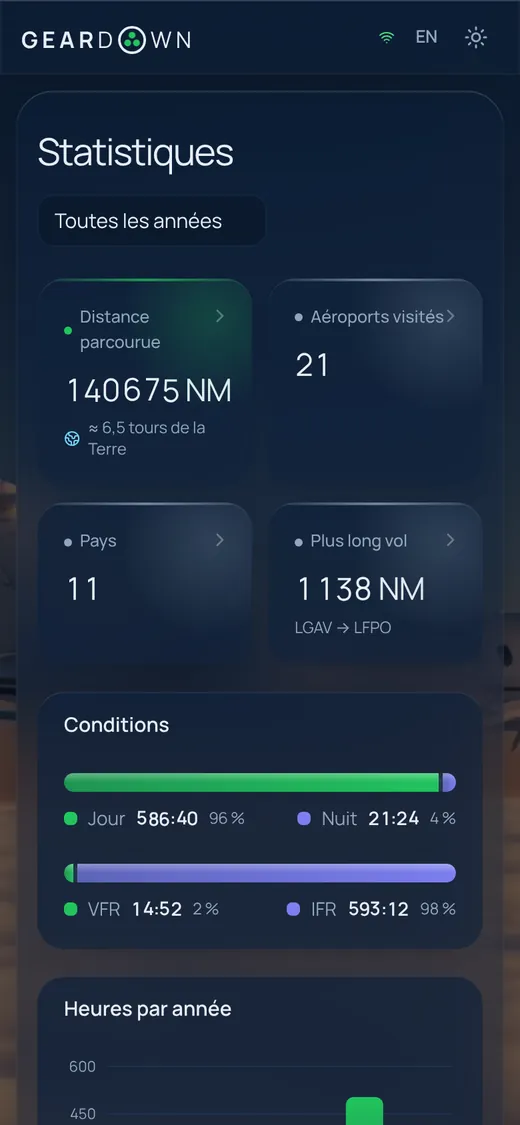 GEARDOWN
EN
Statistiques
Toutes les années
Distance
parcourue
140675 NM
≈ 6,5 tours de la
Terre
Aéroports visités
21
Pays
11
Plus long vol
1138 NM
LGAV → LFPO
Conditions
Jour 586:40 96 % Nuit 21:24 4 %
VFR 14:52 2 % IFR 593:12 98 %
Heures par année
600
450